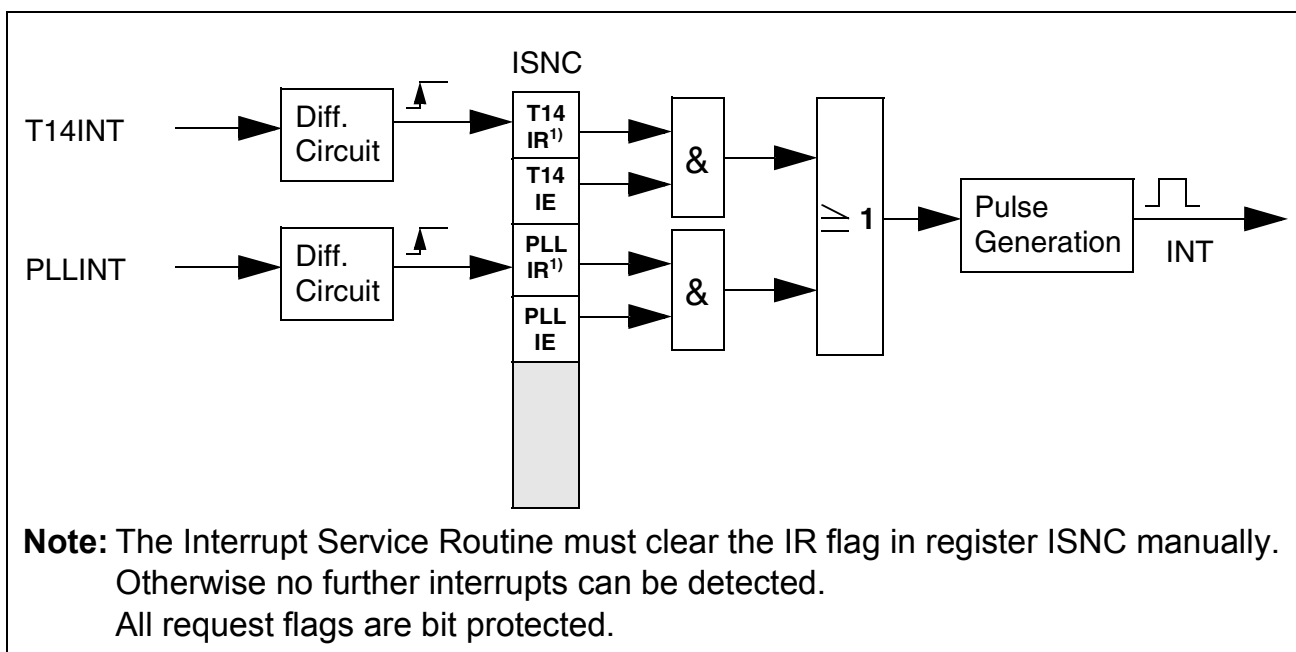 ISNC
T14INT
Diff.
Circuit
T14
IR1)
T14
IE
&
≥ 1
Pulse
Generation
INT
PLLINT
Diff.
Circuit
PLL
IR1)
PLL
IE
&
Note: The Interrupt Service Routine must clear the IR flag in register ISNC manually.
Otherwise no further interrupts can be detected.
All request flags are bit protected.